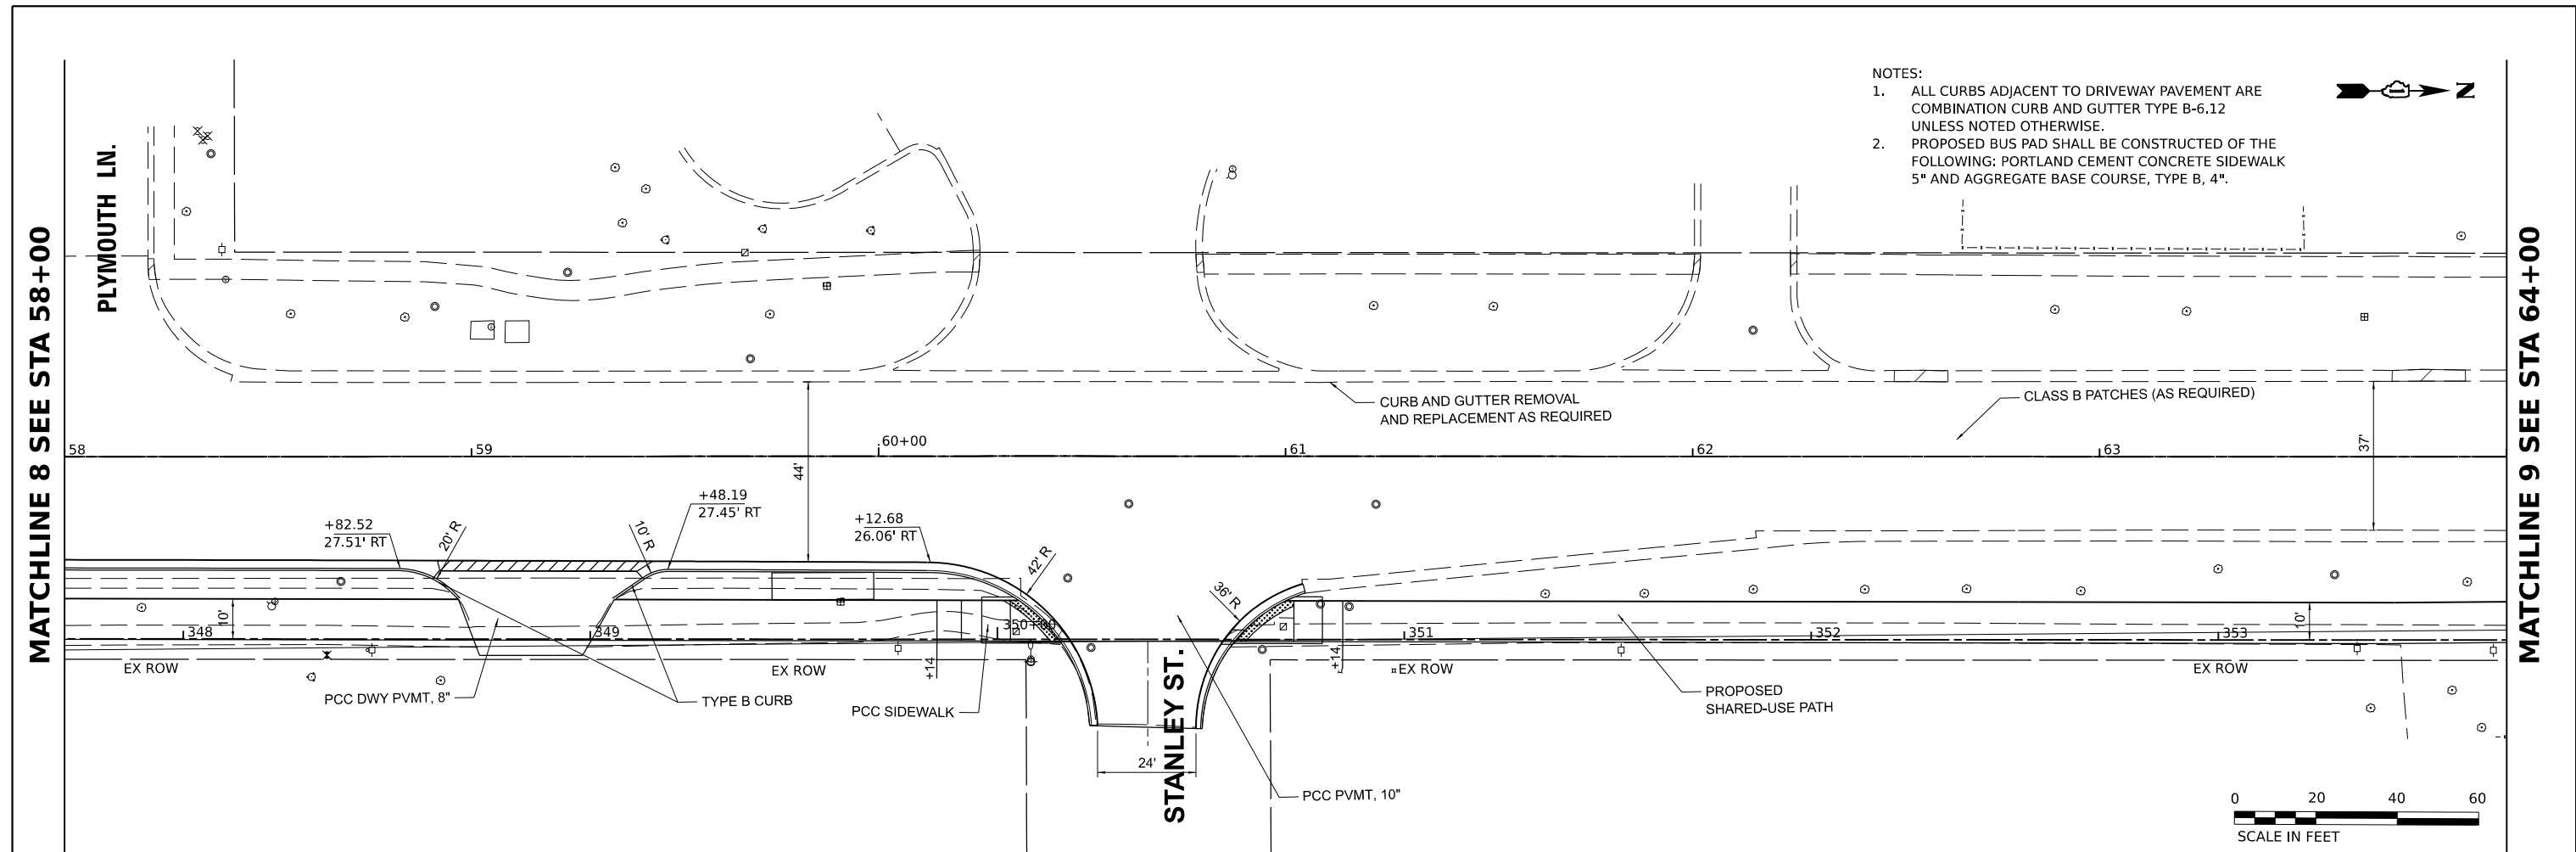 NOTES:
1. ALL CURBS ADJACENT TO DRIVEWAY PAVEMENT ARE
COMBINATION CURB AND GUTTER TYPE B-6.12
UNLESS NOTED OTHERWISE.
2. PROPOSED BUS PAD SHALL BE CONSTRUCTED OF THE
FOLLOWING: PORTLAND CEMENT CONCRETE SIDEWALK
5" AND AGGREGATE BASE COURSE, TYPE B, 4".
N
MATCHLINE 8 SEE STA 58+00
PLYMOUTH LN.
MATCHLINE 9 SEE STA 64+00
CURB AND GUTTER REMOVAL
AND REPLACEMENT AS REQUIRED
CLASS B PATCHES (AS REQUIRED)
58
59
60+00
61
62
63
44'
37'
+82.52
27.51' RT
20' R
10' R
+48.19
27.45' RT
+12.68
26.06' RT
42' R
36' R
10'
348
349
350+00
351
352
353
10'
EX ROW
EX ROW
+14
+14
EX ROW
EX ROW
PCC DWY PVMT, 8"
TYPE B CURB
PCC SIDEWALK
STANLEY ST.
PROPOSED
SHARED-USE PATH
24'
PCC PVMT, 10"
0 20 40 60
SCALE IN FEET